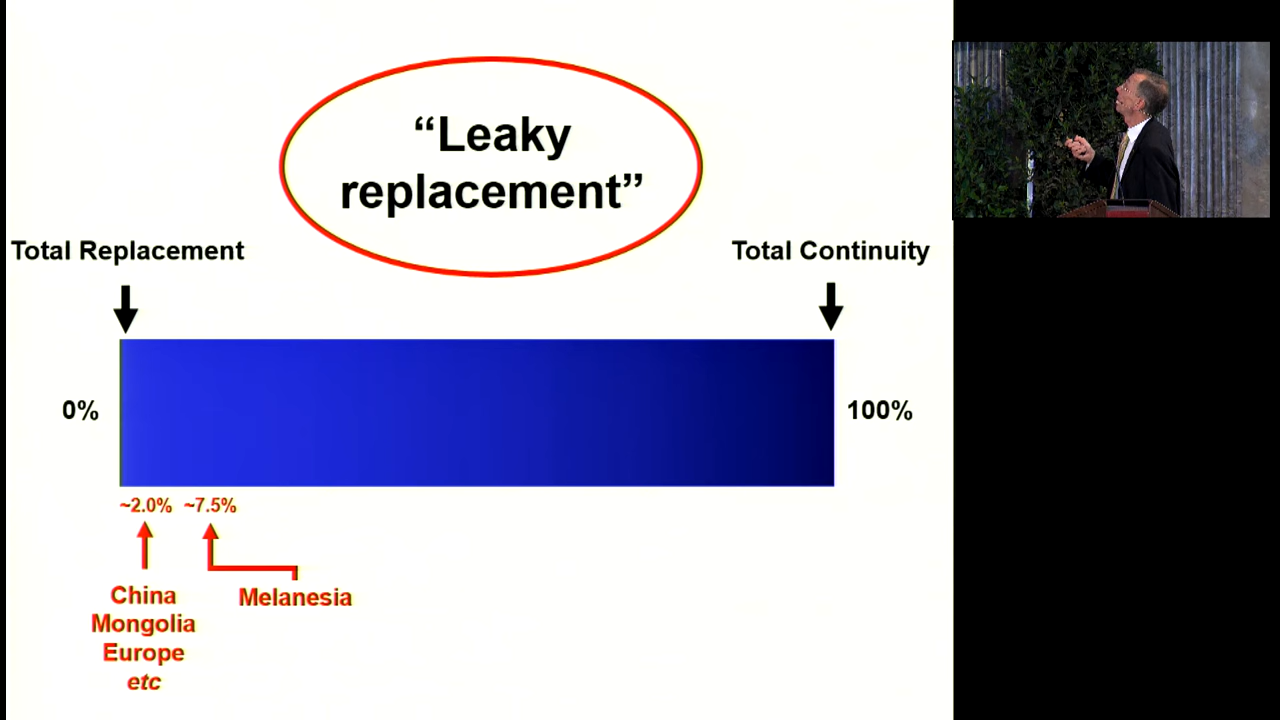 “Leaky
replacement”
Total Replacement
Total Continuity
0%
100%
~2.0%
~7.5%
China
Mongolia
Europe
etc
Melanesia